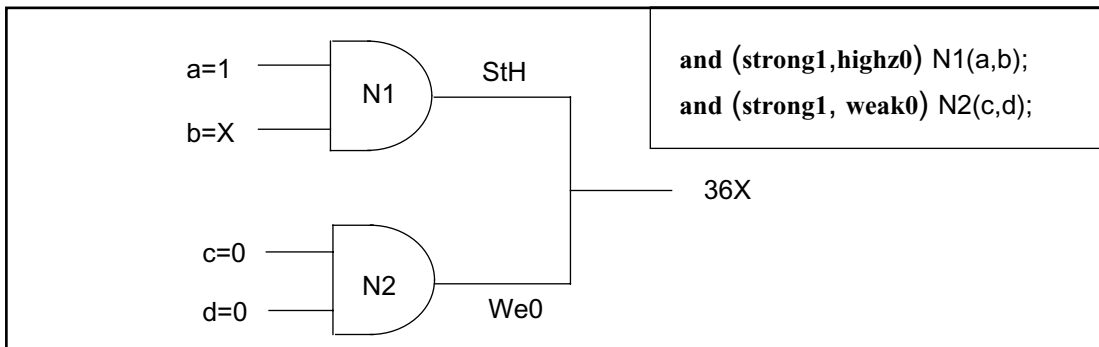 a=1
b=X
N1
StH
and (strong1,highz0) N1(a,b);
and (strong1, weak0) N2(c,d);
36X
c=0
d=0
N2
We0